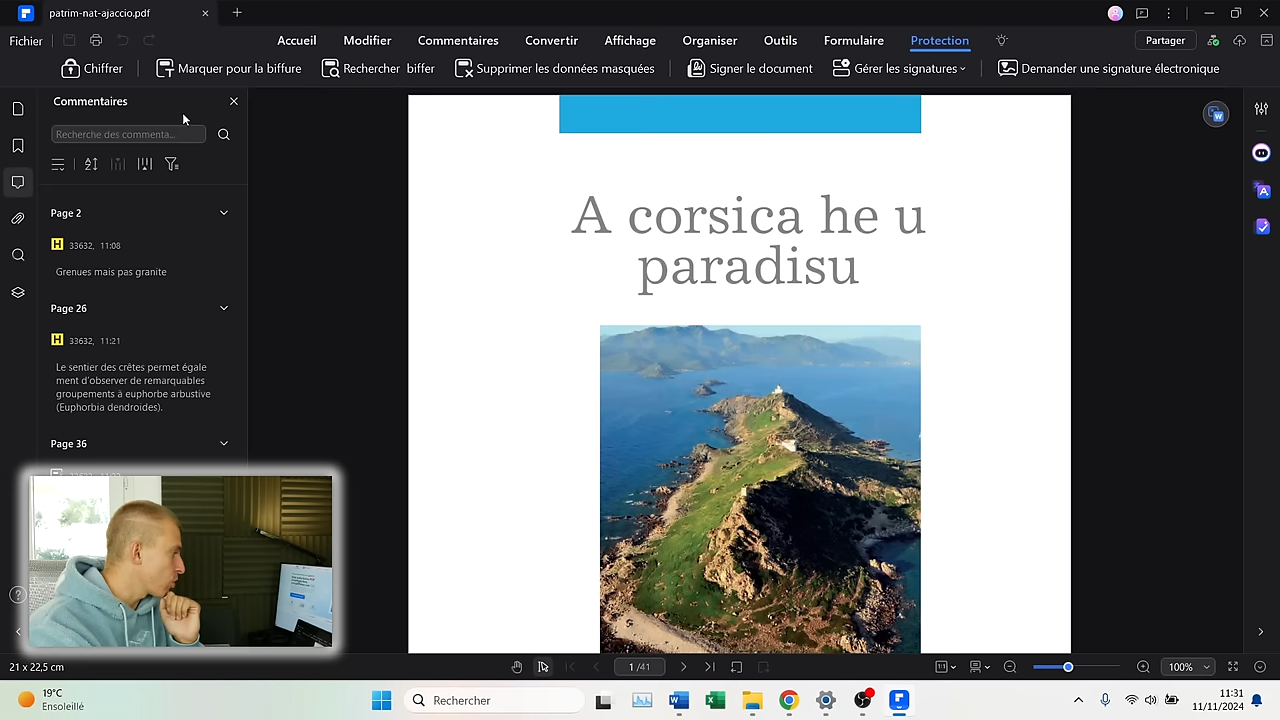 patrim-nat-ajaccio.pdf
Fichier
Accueil Modifier Commentaires Convertir Affichage Organiser Outils Formulaire Protection
Partager
Chiffrer Marquer pour la biffure Rechercher biffer Supprimer les données masquées Signer le document Gérer les signatures Demander une signature électronique
Commentaires
Recherche des commenta...
Page 2
H 33632, 11:08
Grenues mais pas granite
Page 26
H 33632, 11:21
Le sentier des crêtes permet égale
ment d'observer de remarquables
groupements à euphorbe arbustive
(Euphorbia dendroides).
Page 36
A corsica he u
paradisu
21 x 22,5 cm
1 /41
100%
19°C
Ensoleillé
Rechercher
11:31
11/11/2024